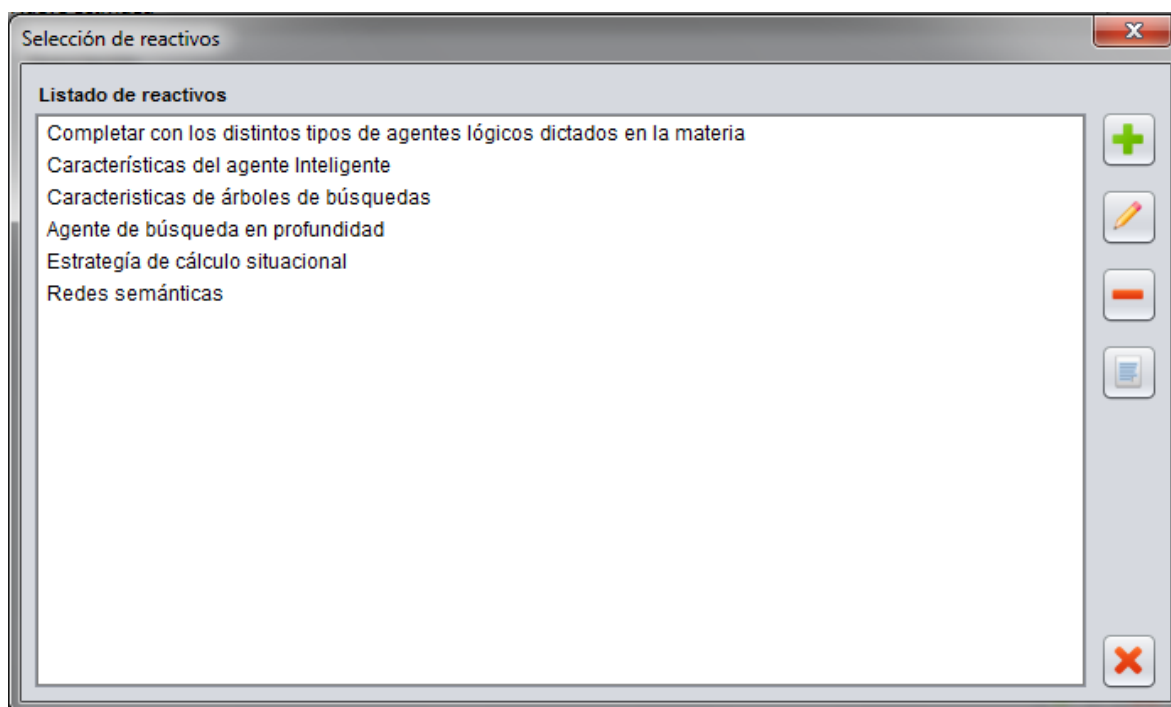 Selección de reactivos
Listado de reactivos
Completar con los distintos tipos de agentes lógicos dictados en la materia
Características del agente Inteligente
Caracteristicas de árboles de búsquedas
Agente de búsqueda en profundidad
Estrategía de cálculo situacional
Redes semánticas